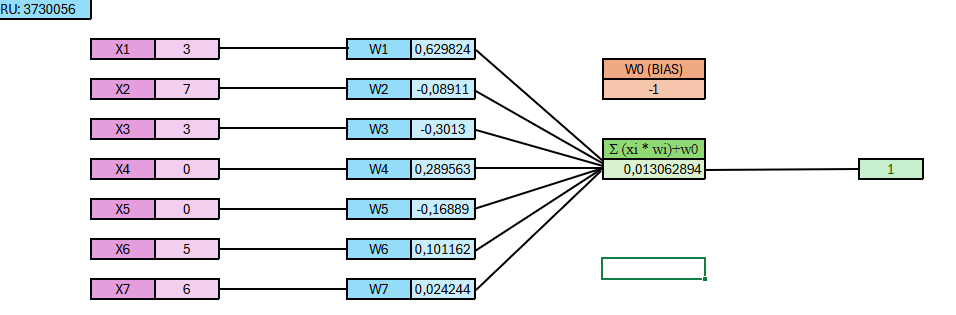 RU: 3730056
X1 3 W1 0,629824
W0 (BIAS)
X2 7 W2 -0,08911
-1
X3 3 W3 -0,3013
Σ (xi * wi)+w0
X4 0 W4 0,289563 0,013062894 1
X5 0 W5 -0,16889
X6 5 W6 0,101162
X7 6 W7 0,024244